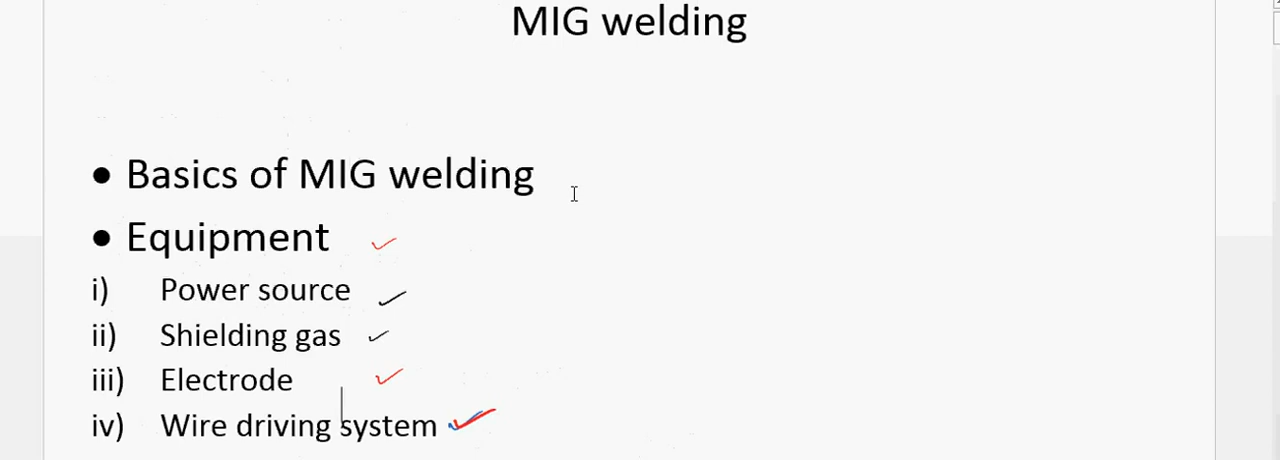 MIG welding
• Basics of MIG welding
• Equipment
i) Power source
ii) Shielding gas
iii) Electrode
iv) Wire driving system